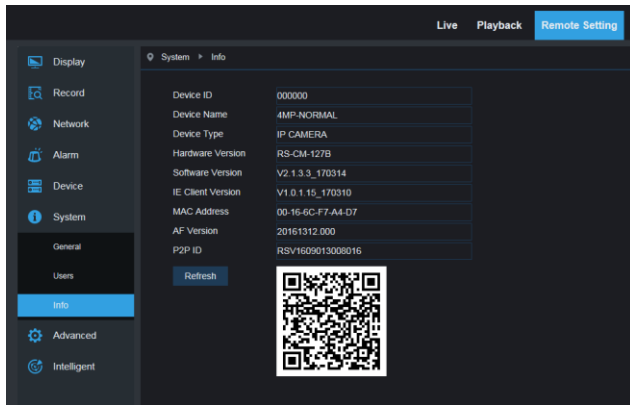 Live Playback Remote Setting
System Info
Display
Record
Network
Alarm
Device
System
General
Users
Info
Advanced
Intelligent
Device ID 000000
Device Name 4MP-NORMAL
Device Type IP CAMERA
Hardware Version RS-CM-127B
Software Version V2.1.3.3_170314
IE Client Version V1.0.1.15_170310
MAC Address 00-16-6C-F7-A4-D7
AF Version 20161312.000
P2P ID RSV1609013008016
Refresh